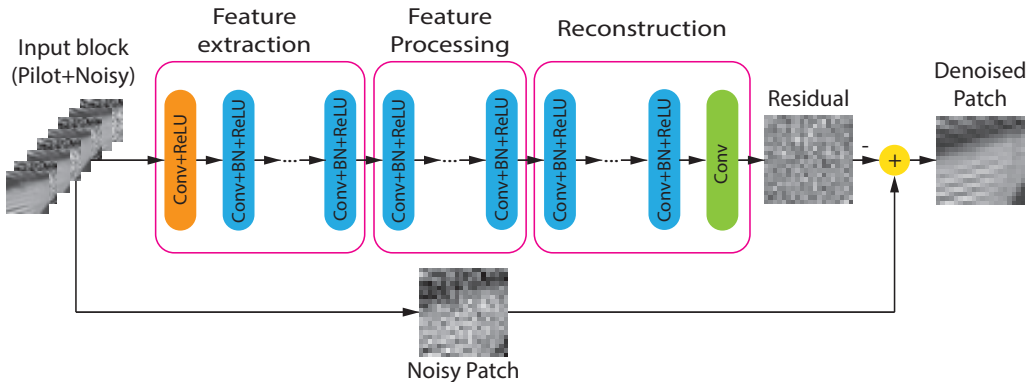 Input block
(Pilot+Noisy)
Feature
extraction
Feature
Processing
Reconstruction
Conv+ReLU
Conv+BN+ReLU
...
Conv+BN+ReLU
Conv+BN+ReLU
...
Conv+BN+ReLU
Conv+BN+ReLU
...
Conv+BN+ReLU
Conv
Residual
-
+
Denoised
Patch
Noisy Patch